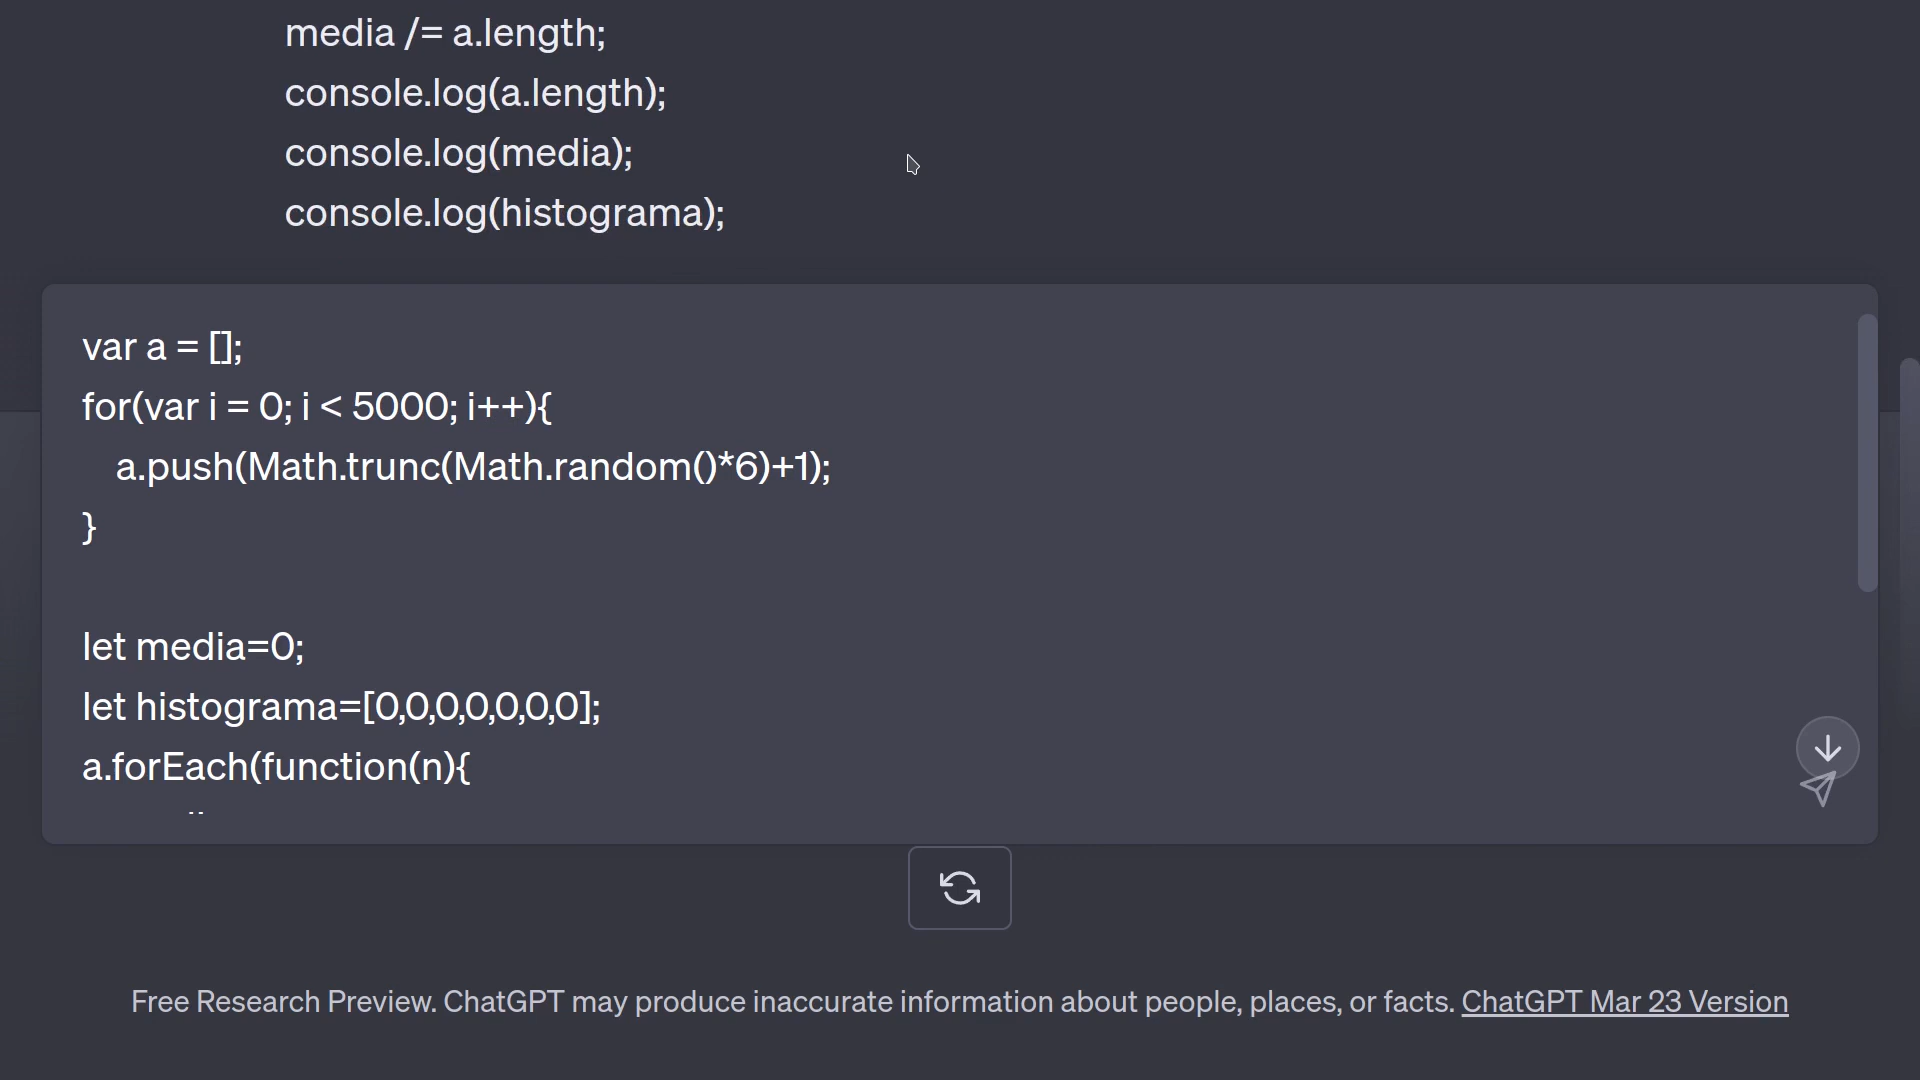 media /= a.length;
console.log(a.length);
console.log(media);
console.log(histograma);
var a = [];
for(var i = 0; i < 5000; i++){
    a.push(Math.trunc(Math.random()*6)+1);
}
let media=0;
let histograma=[0,0,0,0,0,0,0];
a.forEach(function(n){
Free Research Preview. ChatGPT may produce inaccurate information about people, places, or facts. ChatGPT Mar 23 Version